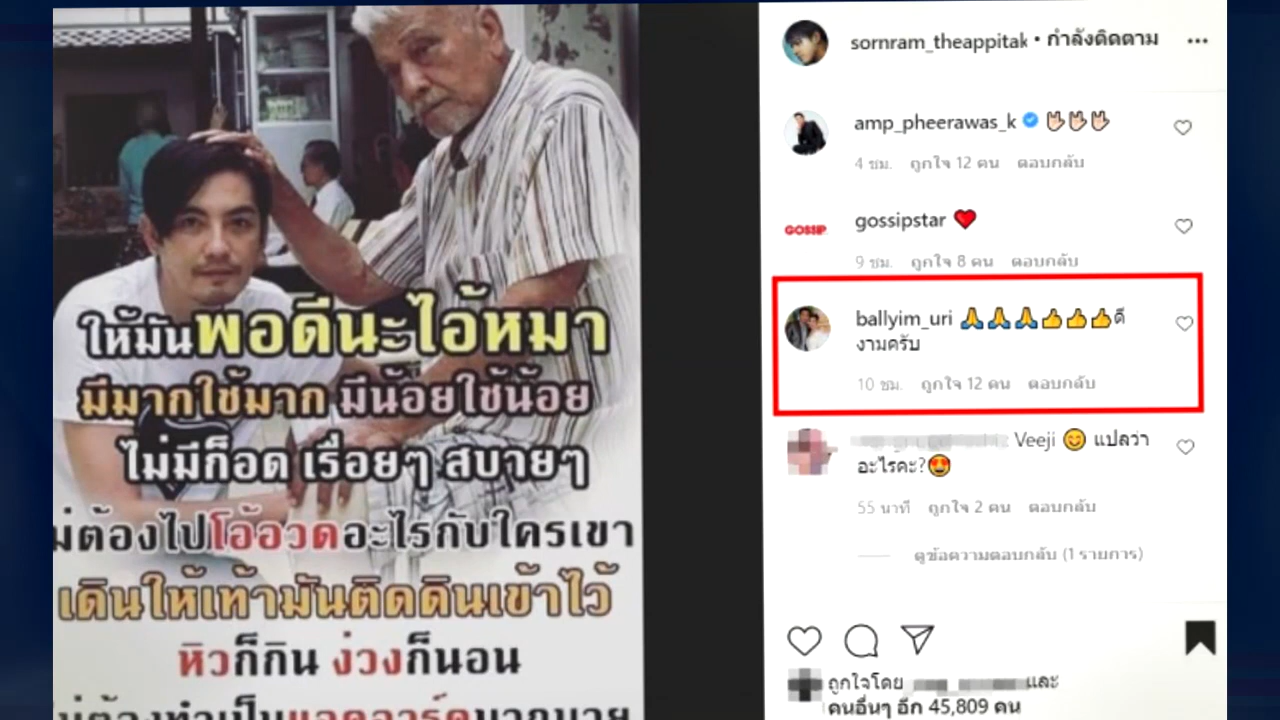 ให้มันพอดีนะไอ้หมา
มีมากใช้มาก มีน้อยใช้น้อย
ไม่มีก็อด เรื่อยๆ สบายๆ
ไม่ต้องไปโอ้อวดอะไรกับใครเขา
เดินให้เท้ามันติดดินเข้าไว้
หิวก็กิน ง่วงก็นอน
sornram_theappitak • กำลังติดตาม
amp_pheerawas_k 🤟🏻🤟🏻🤟🏻
4 ชม. ถูกใจ 12 คน ตอบกลับ
GOSSIP
gossipstar ❤️
9 ชม. ถูกใจ 8 คน ตอบกลับ
ballyim_uri 🙏🙏🙏👍👍👍ดี
งามครับ
10 ชม. ถูกใจ 12 คน ตอบกลับ
Veeji 😊 แปลว่า
อะไรคะ?😍
55 นาที ถูกใจ 2 คน ตอบกลับ
ดูข้อความตอบกลับ (1 รายการ)
ถูกใจโดย และ
คนอื่นๆ อีก 45,809 คน